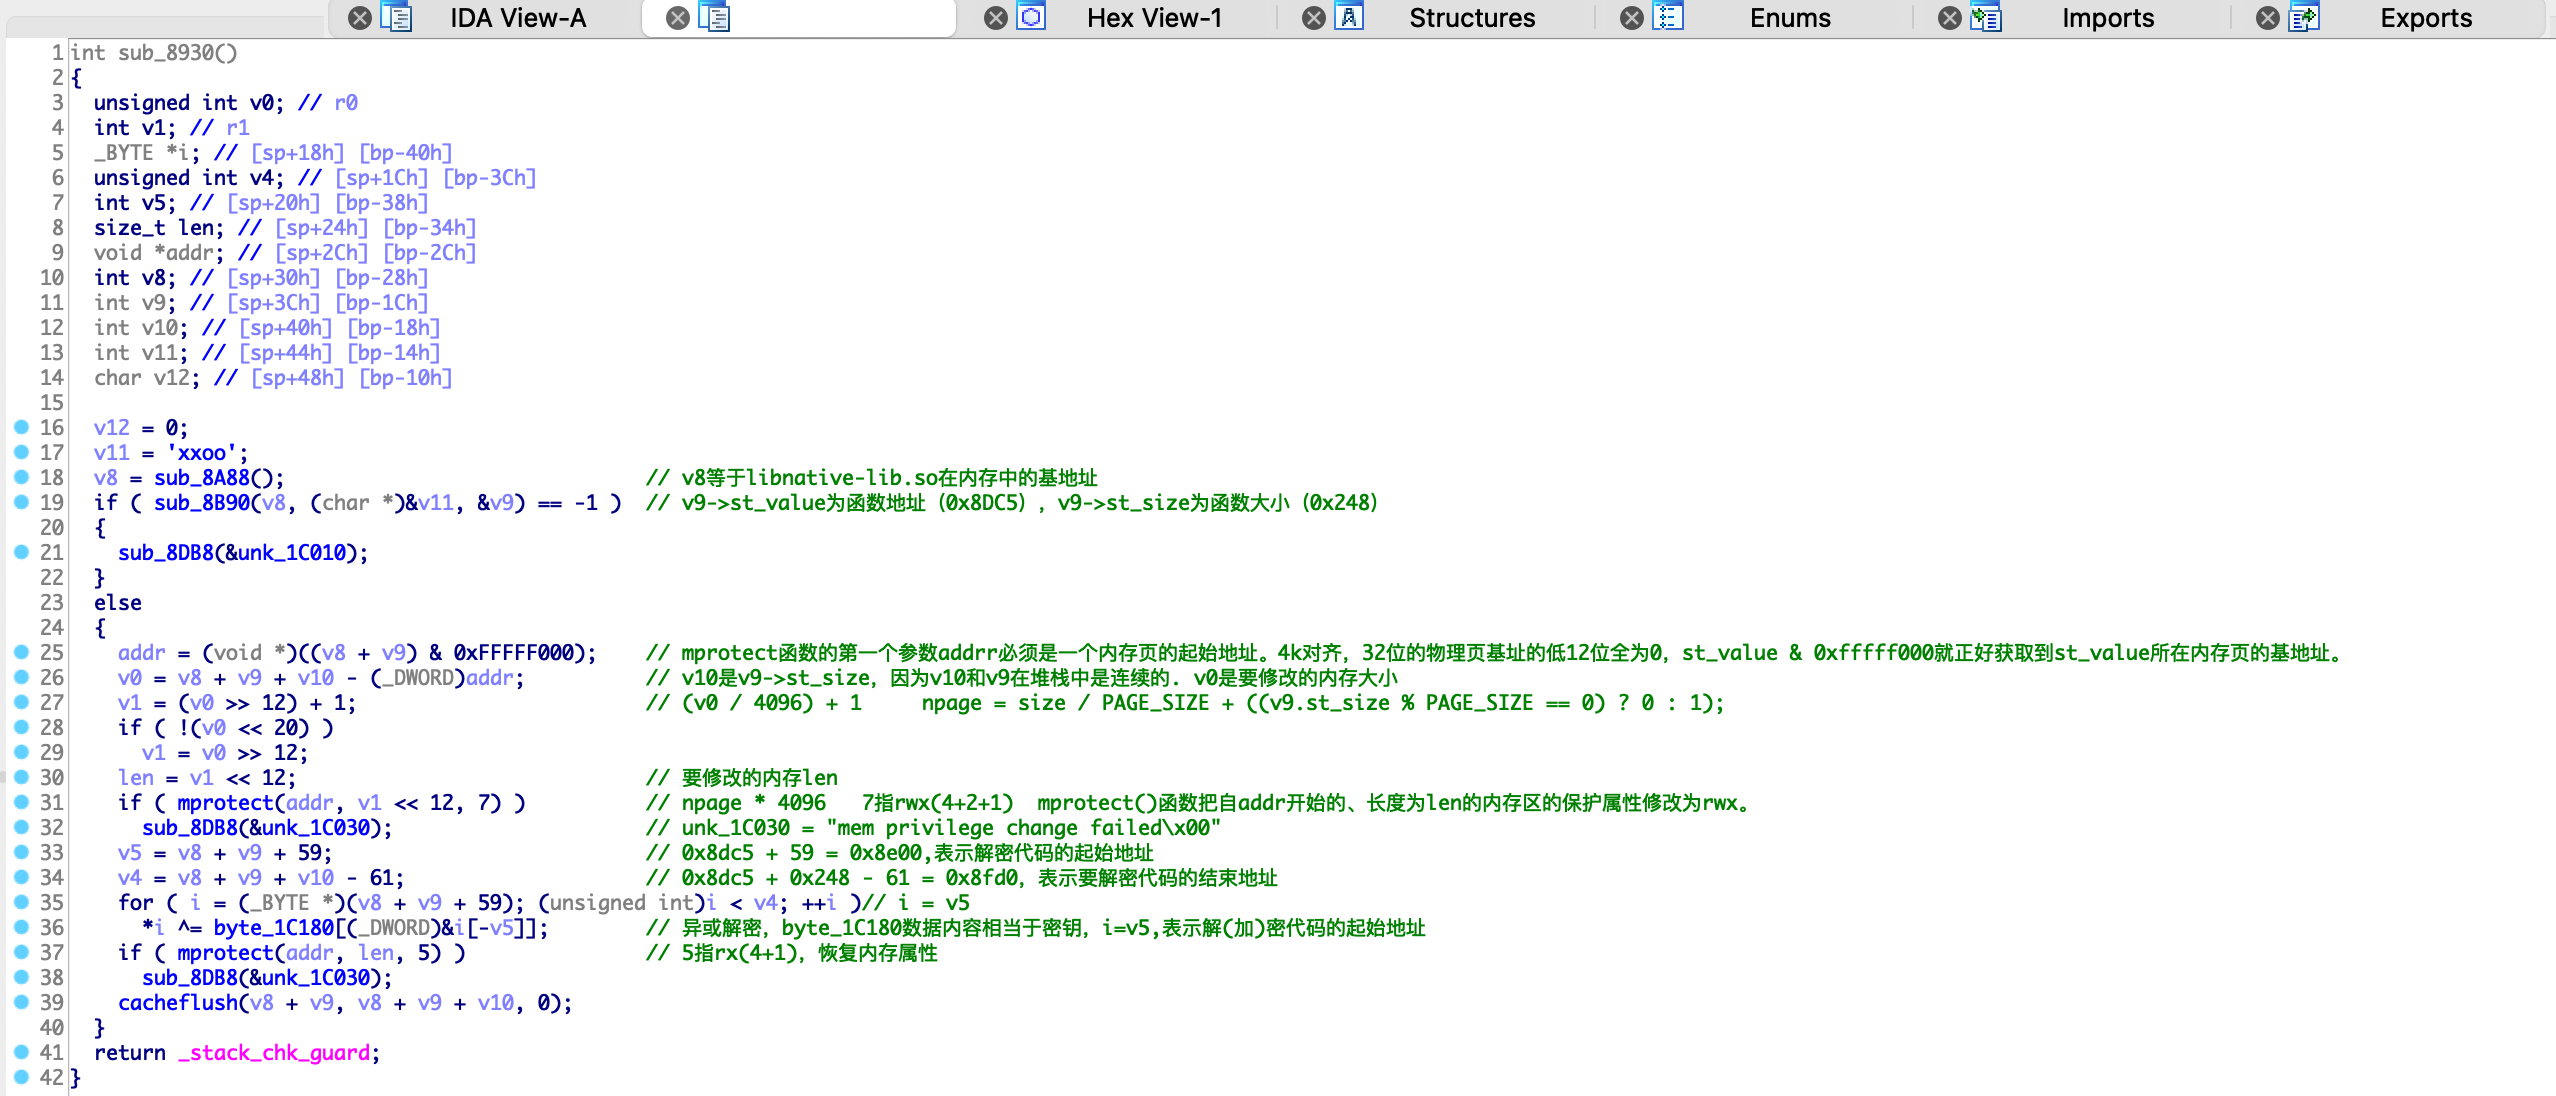 IDA View-A Hex View-1 Structures Enums Imports Exports
1 int sub_8930()
2 {
3 unsigned int v0; // r0
4 int v1; // r1
5 _BYTE *i; // [sp+18h] [bp-40h]
6 unsigned int v4; // [sp+1Ch] [bp-3Ch]
7 int v5; // [sp+20h] [bp-38h]
8 size_t len; // [sp+24h] [bp-34h]
9 void *addr; // [sp+2Ch] [bp-2Ch]
10 int v8; // [sp+30h] [bp-28h]
11 int v9; // [sp+3Ch] [bp-1Ch]
12 int v10; // [sp+40h] [bp-18h]
13 int v11; // [sp+44h] [bp-14h]
14 char v12; // [sp+48h] [bp-10h]
15
16 v12 = 0;
17 v11 = 'xxoo';
18 v8 = sub_8A88(); // v8等于libnative-lib.so在内存中的基地址
19 if ( sub_8B90(v8, (char *)&v11, &v9) == -1 ) // v9->st_value为函数地址（0x8DC5），v9->st_size为函数大小（0x248）
20 {
21 sub_8DB8(&unk_1C010);
22 }
23 else
24 {
25 addr = (void *)((v8 + v9) & 0xFFFFF000); // mprotect函数的第一个参数addrr必须是一个内存页的起始地址。4k对齐，32位的物理页基址的低12位全为0，st_value & 0xfffff000就正好获取到st_value所在内存页的基地址。
26 v0 = v8 + v9 + v10 - (_DWORD)addr; // v10是v9->st_size，因为v10和v9在堆栈中是连续的. v0是要修改的内存大小
27 v1 = (v0 >> 12) + 1; // (v0 / 4096) + 1 npage = size / PAGE_SIZE + ((v9.st_size % PAGE_SIZE == 0) ? 0 : 1);
28 if ( !(v0 << 20) )
29 v1 = v0 >> 12;
30 len = v1 << 12; // 要修改的内存len
31 if ( mprotect(addr, v1 << 12, 7) ) // npage * 4096 7指rwx(4+2+1) mprotect()函数把自addr开始的、长度为len的内存区的保护属性修改为rwx。
32 sub_8DB8(&unk_1C030); // unk_1C030 = "mem privilege change failed\x00"
33 v5 = v8 + v9 + 59; // 0x8dc5 + 59 = 0x8e00,表示解密代码的起始地址
34 v4 = v8 + v9 + v10 - 61; // 0x8dc5 + 0x248 - 61 = 0x8fd0，表示要解密代码的结束地址
35 for ( i = (_BYTE *)(v8 + v9 + 59); (unsigned int)i < v4; ++i )// i = v5
36 *i ^= byte_1C180[(_DWORD)&i[-v5]]; // 异或解密，byte_1C180数据内容相当于密钥，i=v5,表示解(加)密代码的起始地址
37 if ( mprotect(addr, len, 5) ) // 5指rx(4+1)，恢复内存属性
38 sub_8DB8(&unk_1C030);
39 cacheflush(v8 + v9, v8 + v9 + v10, 0);
40 }
41 return _stack_chk_guard;
42 }